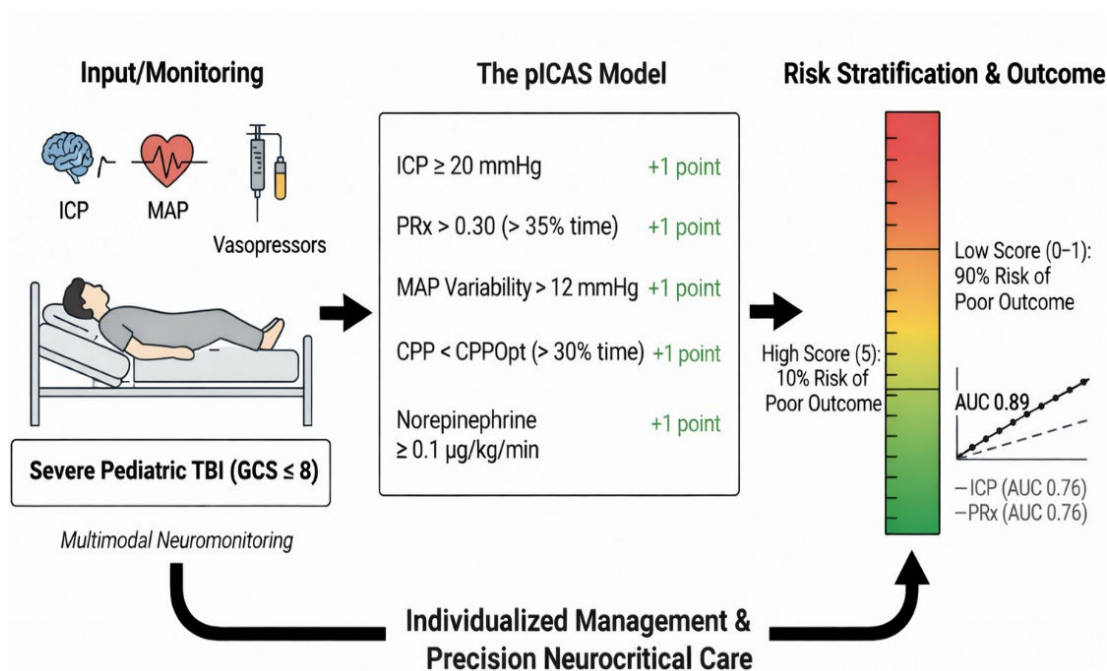 Input/Monitoring
ICP
MAP
Vasopressors
Severe Pediatric TBI (GCS ≤ 8)
Multimodal Neuromonitoring
The pICAS Model
ICP ≥ 20 mmHg +1 point
PRx > 0.30 (> 35% time) +1 point
MAP Variability > 12 mmHg +1 point
CPP < CPPOpt (> 30% time) +1 point
Norepinephrine +1 point
≥ 0.1 µg/kg/min
Risk Stratification & Outcome
Low Score (0–1):
90% Risk of
Poor Outcome
High Score (5):
10% Risk of
Poor Outcome
AUC 0.89
—ICP (AUC 0.76)
—PRx (AUC 0.76)
Individualized Management &
Precision Neurocritical Care